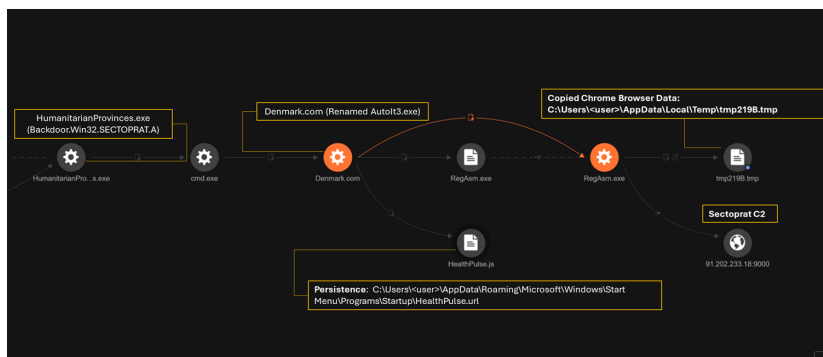 Copied Chrome Browser Data:
C:\Users\<user>\AppData\Local\Temp\tmp219B.tmp
HumanitarianProvinces.exe
(Backdoor.Win32.SECTOPRAT.A)
Denmark.com (Renamed AutoIt3.exe)
HumanitarianPro...s.exe
cmd.exe
Denmark.com
RegAsm.exe
RegAsm.exe
tmp219B.tmp
Sectoprat C2
HealthPulse.js
91.202.233.18:9000
Persistence: C:\Users\<user>\AppData\Roaming\Microsoft\Windows\Start
Menu\Programs\Startup\HealthPulse.url